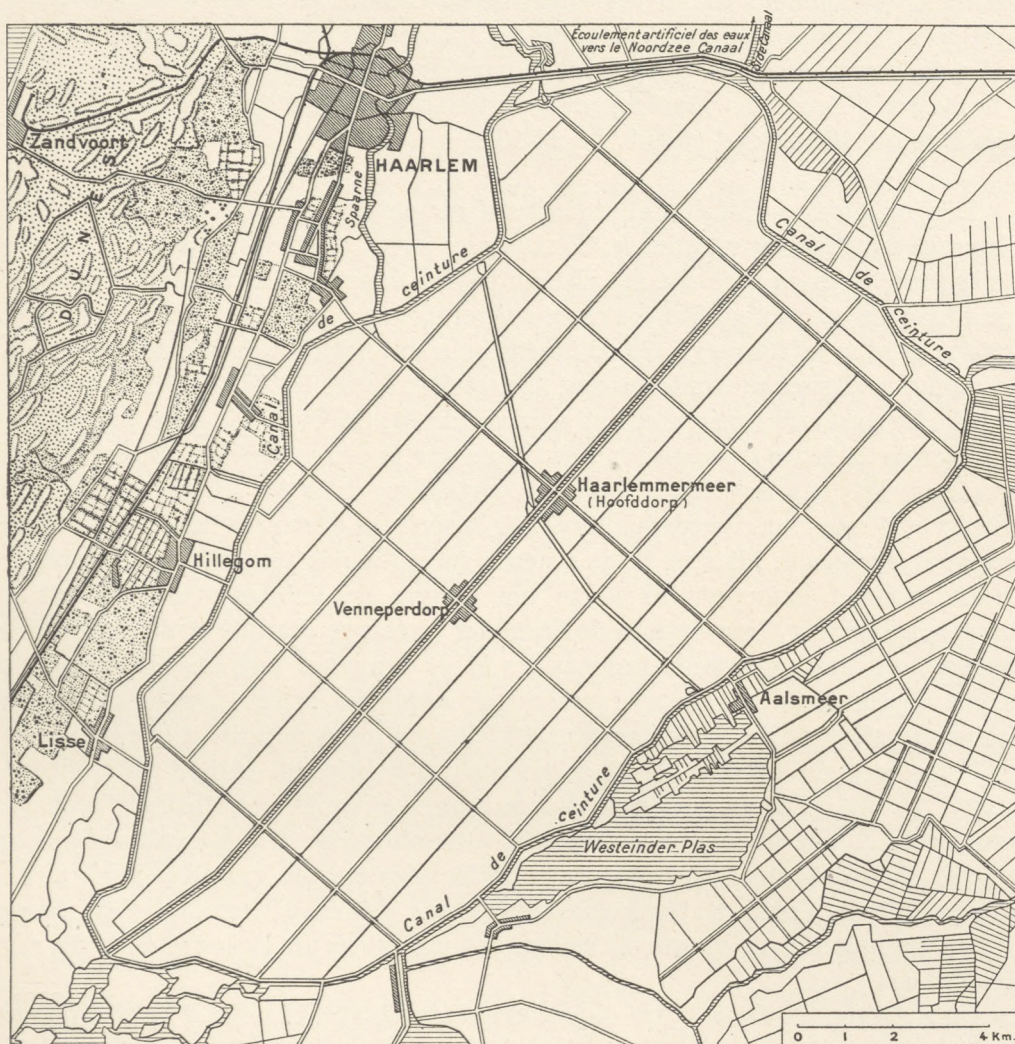 Écoulement artificiel des eaux
vers le Noordzee Canaal
Zandvoort
DUNES
HAARLEM
Spaarne
Canal de ceinture
Canal de ceinture
Haarlemmermeer
(Hoofddorp)
Hillegom
Venneperdorp
Aalsmeer
Lisse
Westeinder Plas
Canal de ceinture
0 1 2 4 Km.